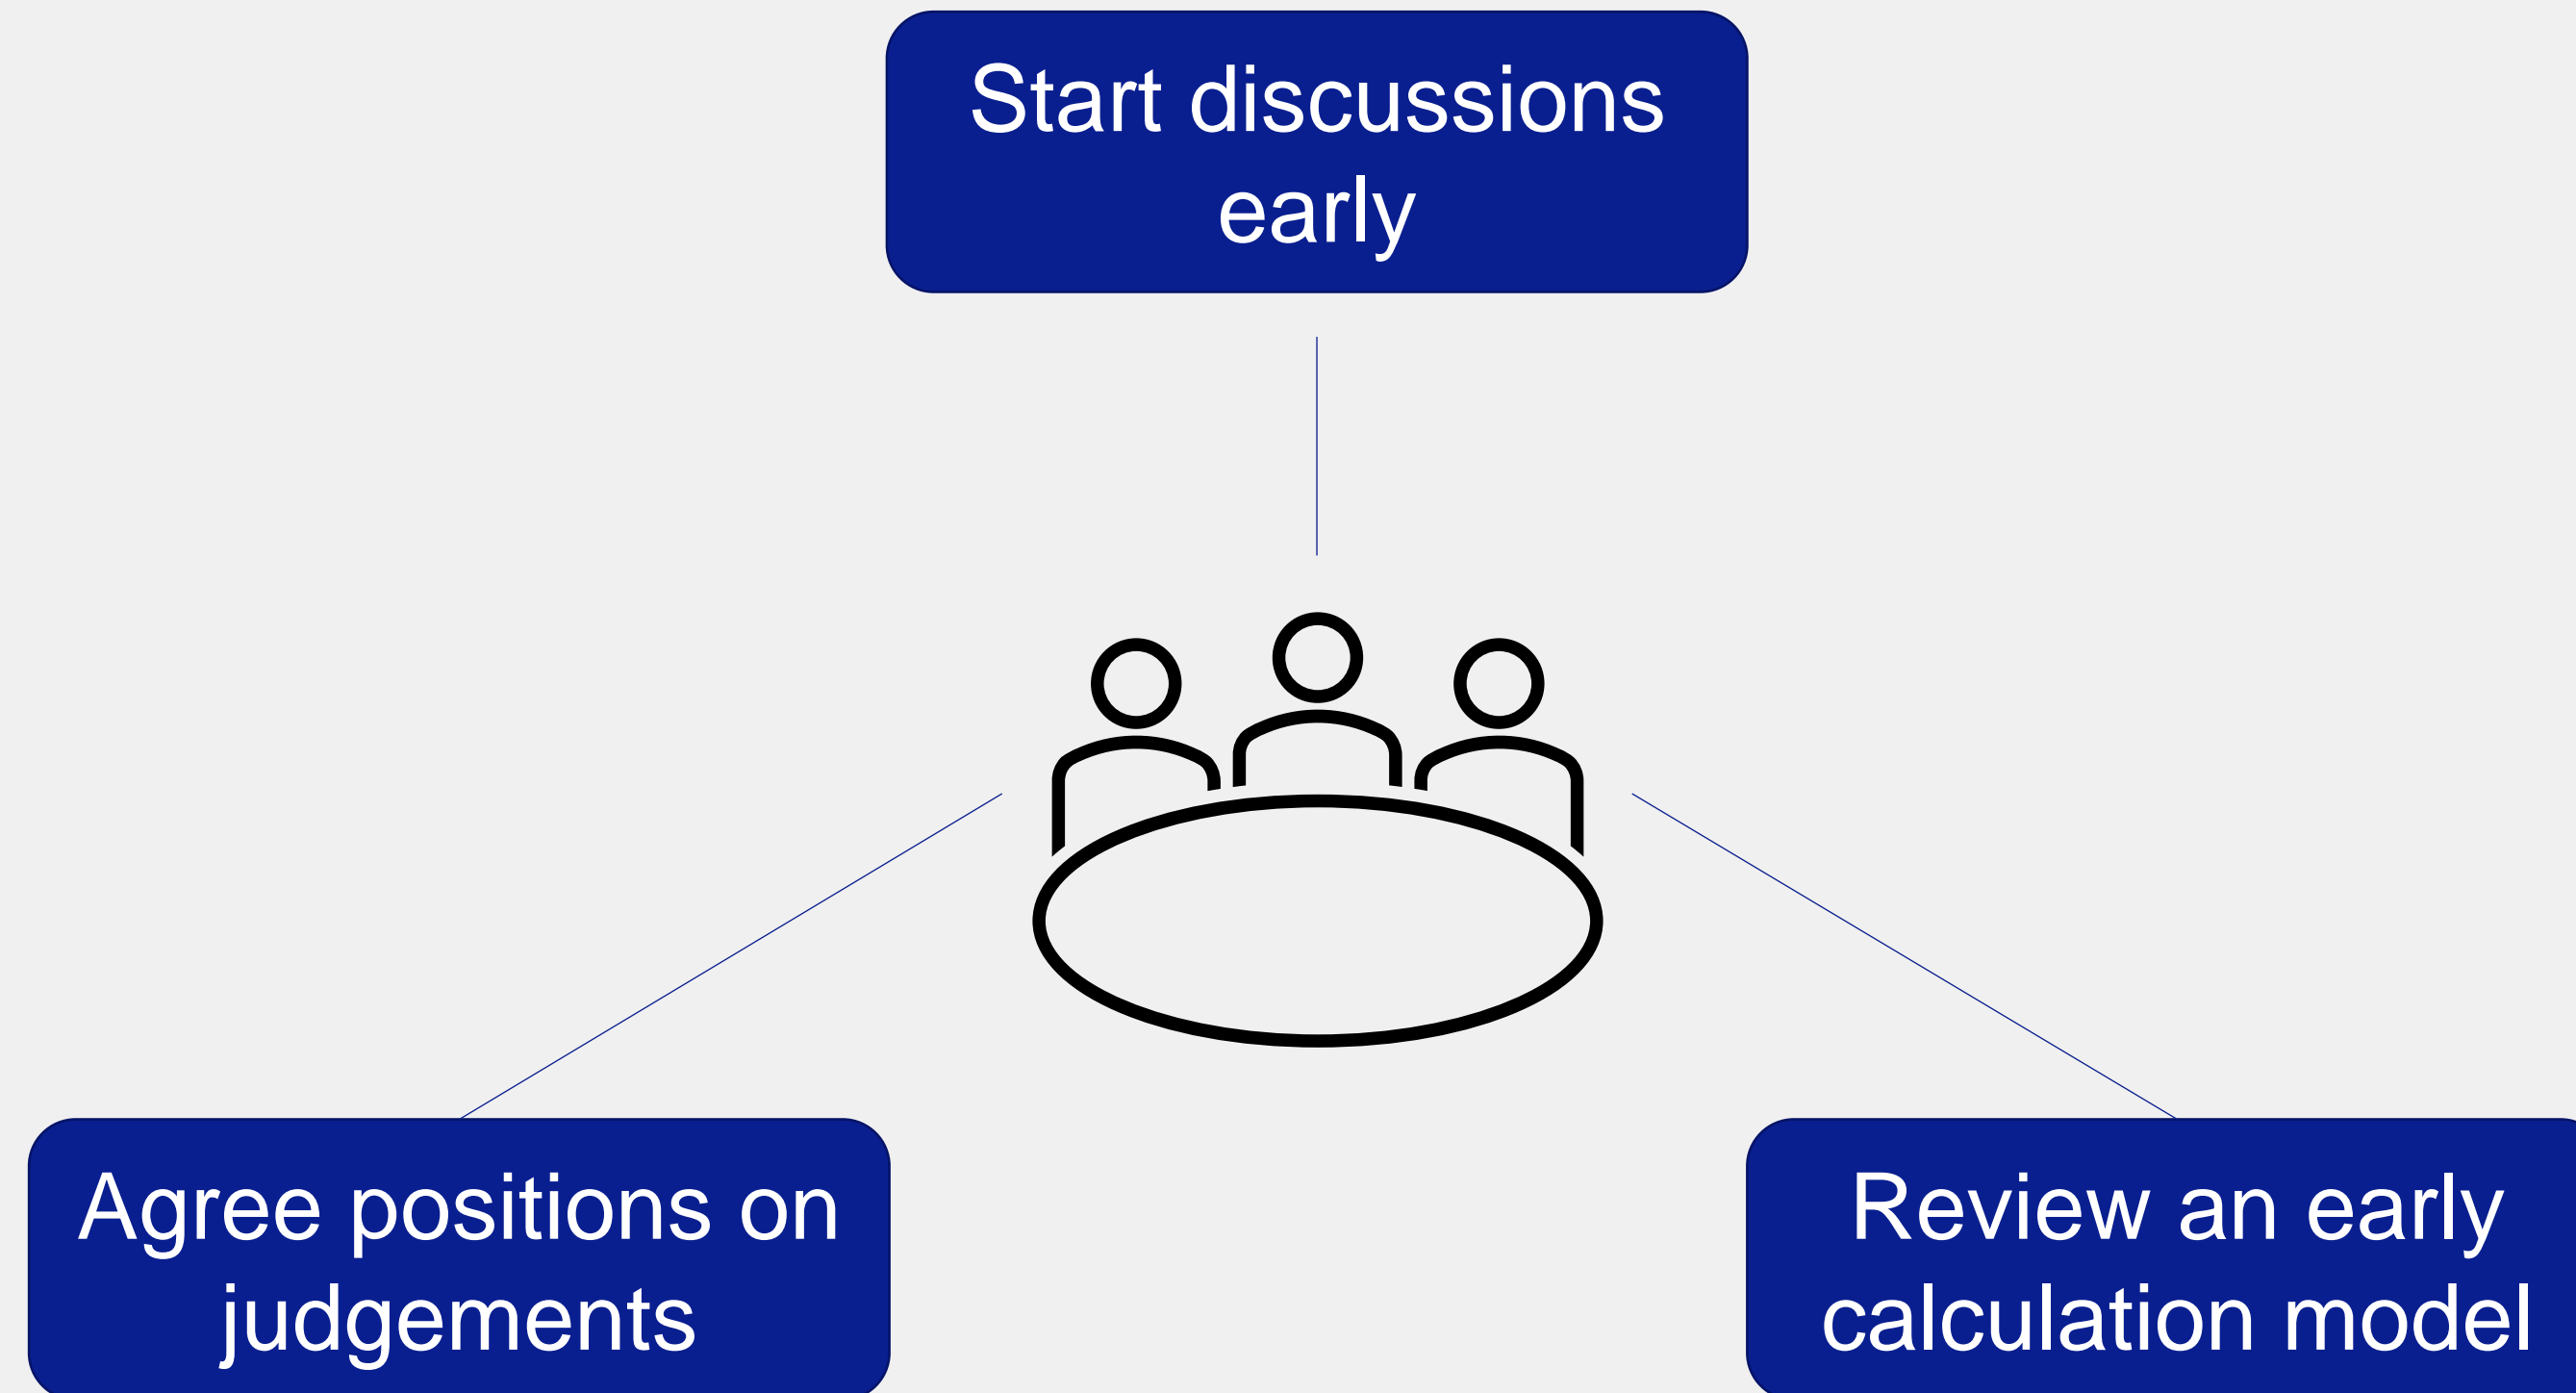 Start discussions
early
Agree positions on
judgements
Review an early
calculation model